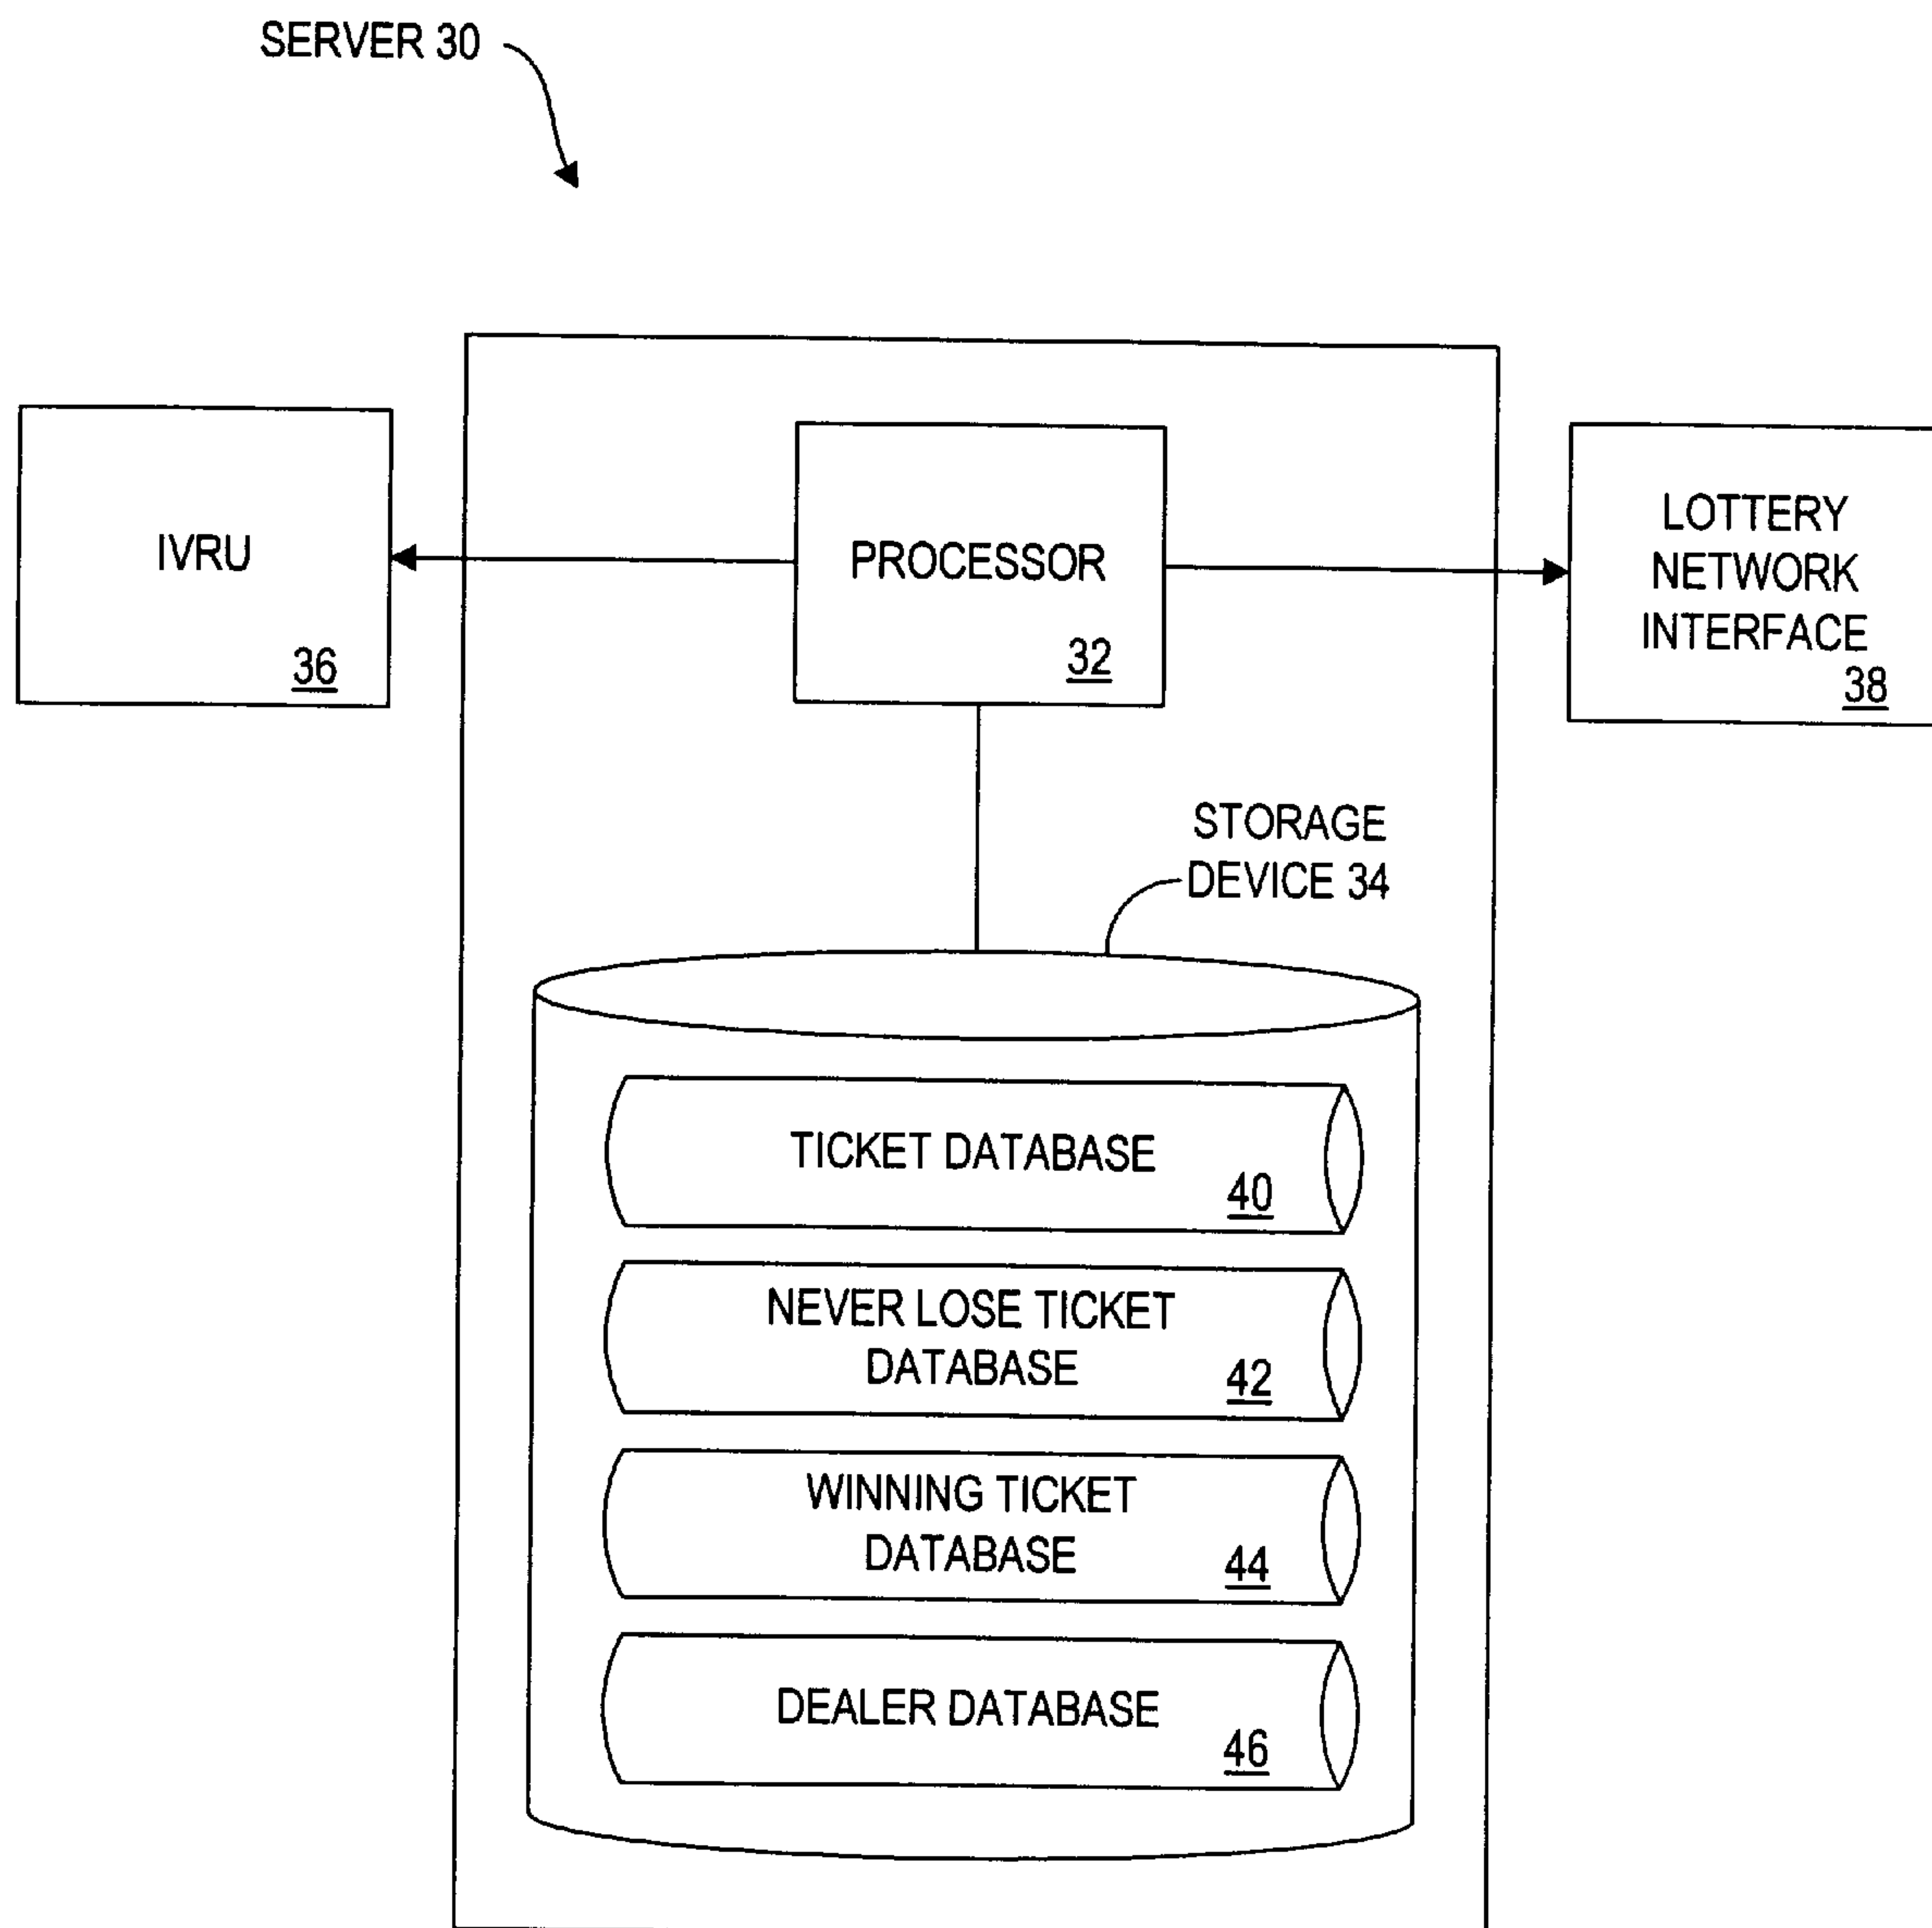 SERVER 30
IVRU
36
PROCESSOR
32
LOTTERY
NETWORK
INTERFACE
38
STORAGE
DEVICE 34
TICKET DATABASE
40
NEVER LOSE TICKET
DATABASE
42
WINNING TICKET
DATABASE
44
DEALER DATABASE
46